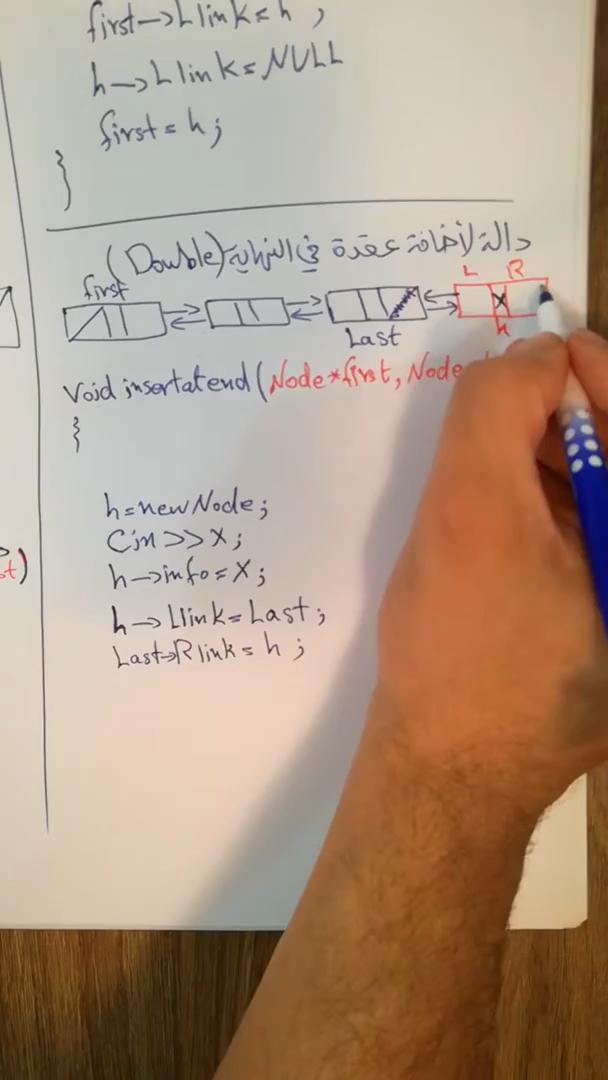 first->Llink=h ;
h->Llink=NULL
first=h;
}
دالة لأضافة عقدة في النهاية (Double)
first
L R
X
Last
h
Void insertatend(Node*first, Node
}
h=newNode;
Cin>>X;
h->info=X;
h->Llink=Last;
Last->Rlink=h ;
t)